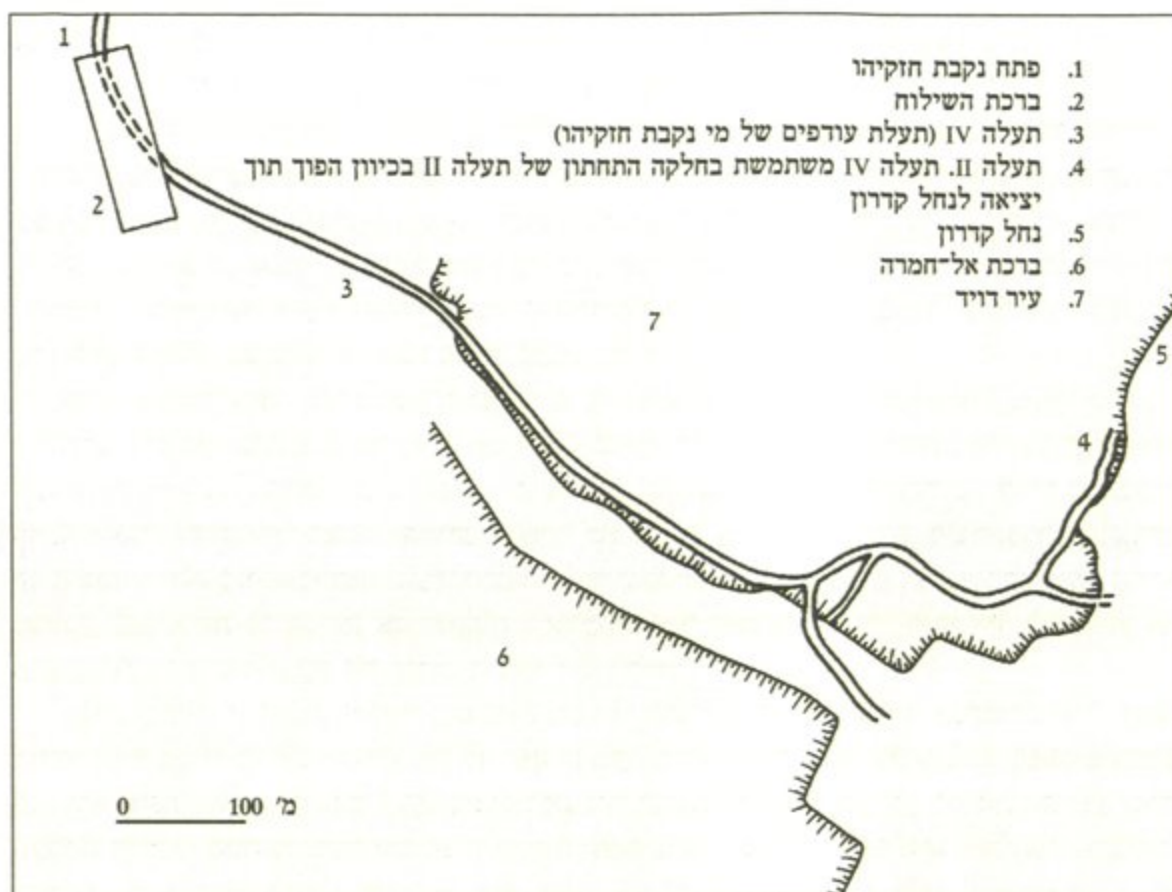 1. פתח נקבת חזקיהו
2. ברכת השילוח
3. תעלה IV (תעלת עודפים של מי נקבת חזקיהו)
4. תעלה II. תעלה IV משתמשת בחלקה התחתון של תעלה II בכיוון הפוך תוך
יציאה לנחל קדרון
5. נחל קדרון
6. ברכת אל־חמרה
7. עיר דויד
1
2
3
7
5
4
6
0 100 מ'